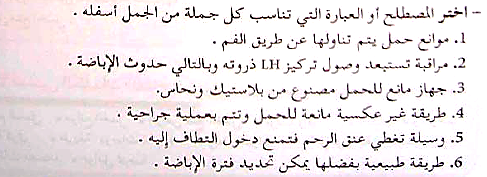 – اختر المصطلح أو العبارة التي تناسب كل جملة من الجمل أسفله .
1. موانع حمل يتم تناولها عن طريق الفم .
2. مراقبة تستبعد وصول تركيز LH ذروته وبالتالي حدوث الإباضة .
3. جهاز مانع للحمل مصنوع من بلاستيك ونحاس.
4. طريقة غير عكسية مانعة للحمل وتتم بعملية جراحية .
5. وسيلة تغطي عنق الرحم فتمنع دخول النطاف إليه .
6. طريقة طبيعية بفضلها يمكن تحديد فترة الإباضة .